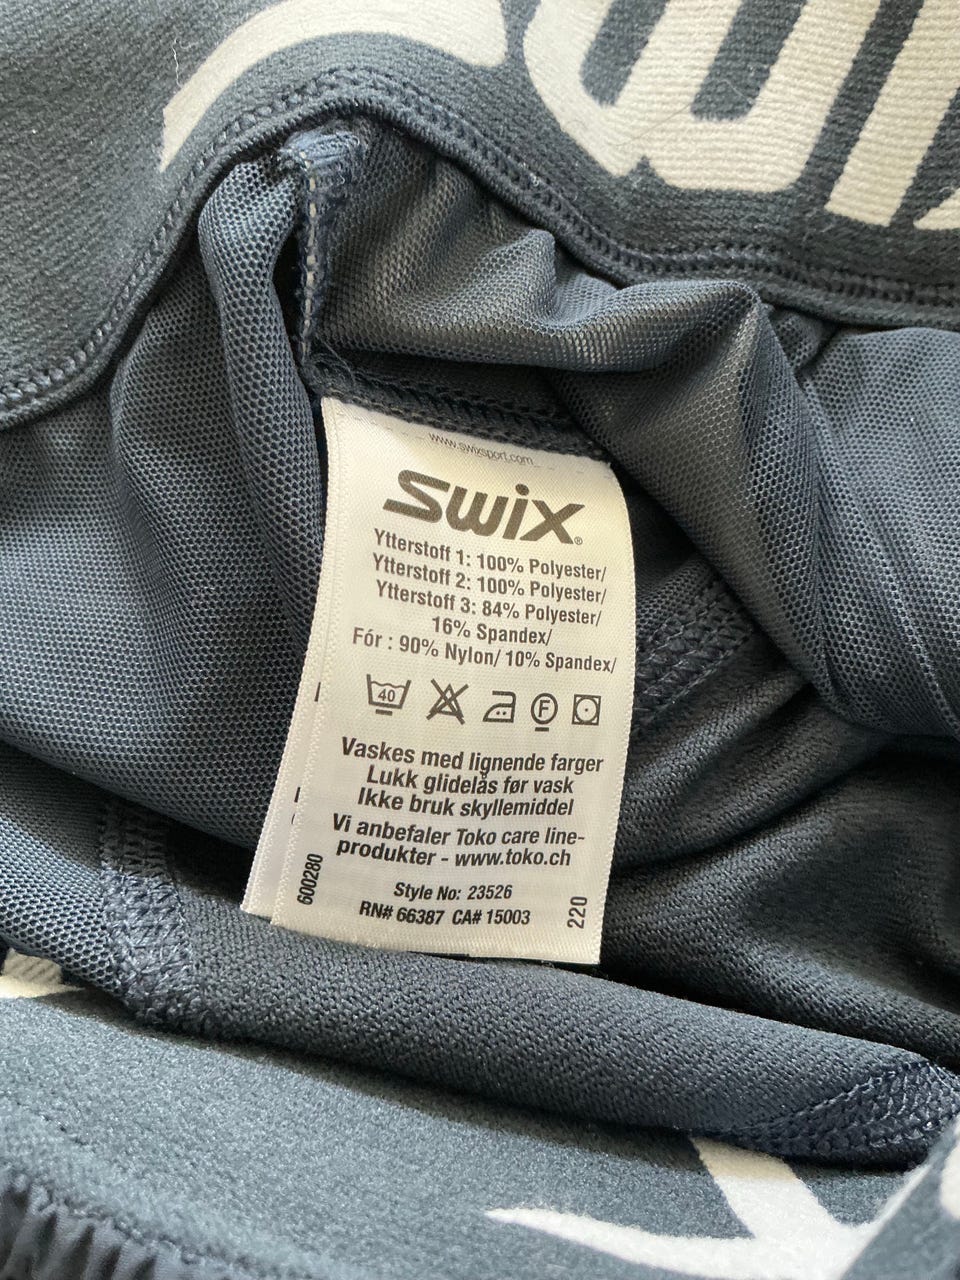 Swix
www.swixsport.com
Swix®
Ytterstoff 1: 100% Polyester/
Ytterstoff 2: 100% Polyester/
Ytterstoff 3: 84% Polyester/
16% Spandex/
Fór : 90% Nylon/ 10% Spandex/
40 F
Vaskes med lignende farger
Lukk glidelås før vask
Ikke bruk skyllemiddel
Vi anbefaler Toko care line-
produkter - www.toko.ch
600280
Style No: 23526
RN# 66387 CA# 15003
220